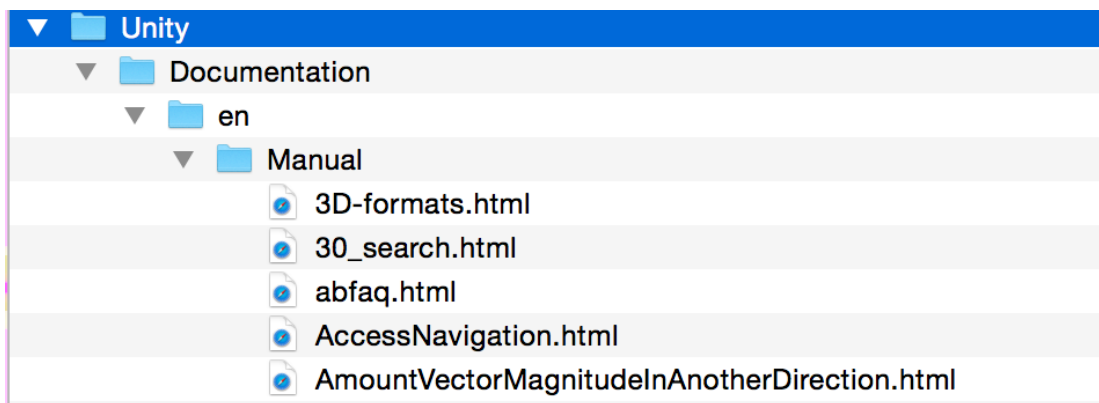 Unity
Documentation
en
Manual
3D-formats.html
30_search.html
abfaq.html
AccessNavigation.html
AmountVectorMagnitudeInAnotherDirection.html